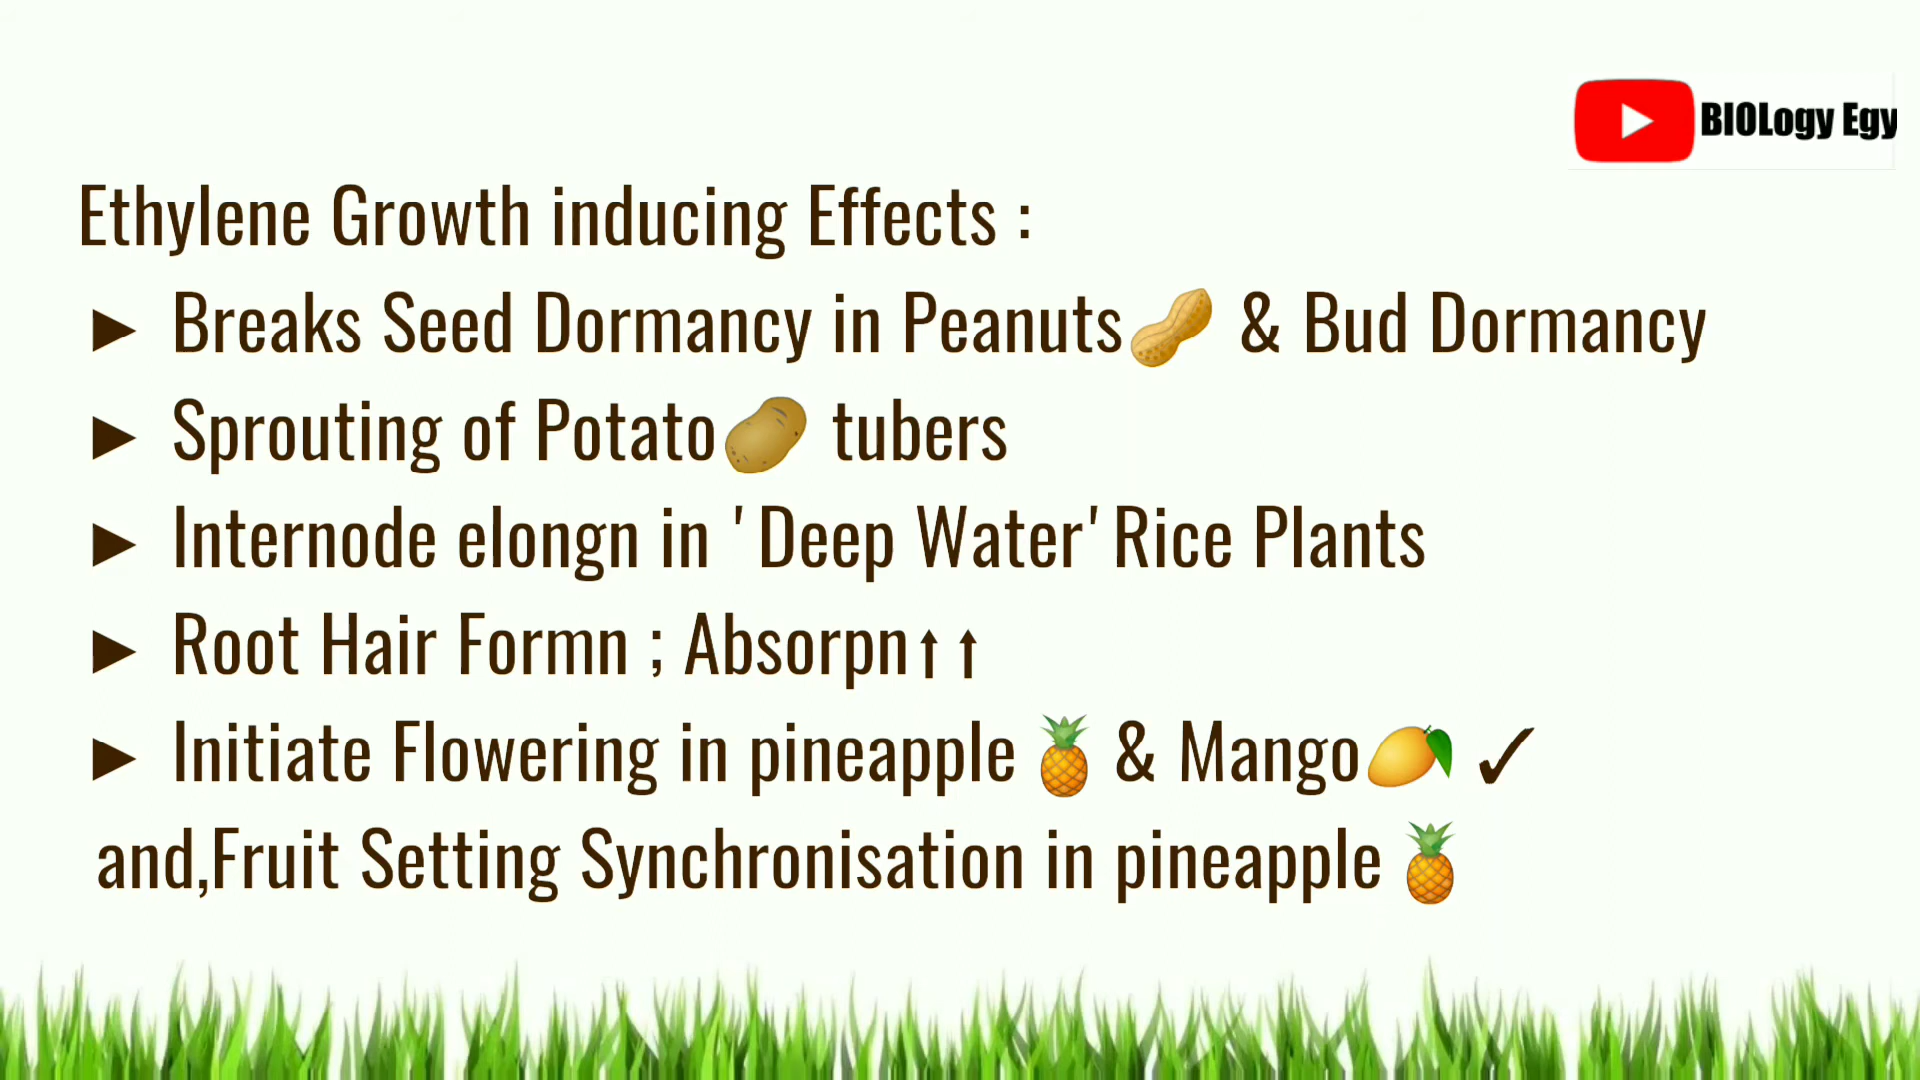 BIOLogy Egy
Ethylene Growth inducing Effects :
► Breaks Seed Dormancy in Peanuts🥜 & Bud Dormancy
► Sprouting of Potato🥔 tubers
► Internode elongn in 'Deep Water'Rice Plants
► Root Hair Formn ; Absorpn↑↑
► Initiate Flowering in pineapple🍍 & Mango🥭 ✓
and,Fruit Setting Synchronisation in pineapple🍍